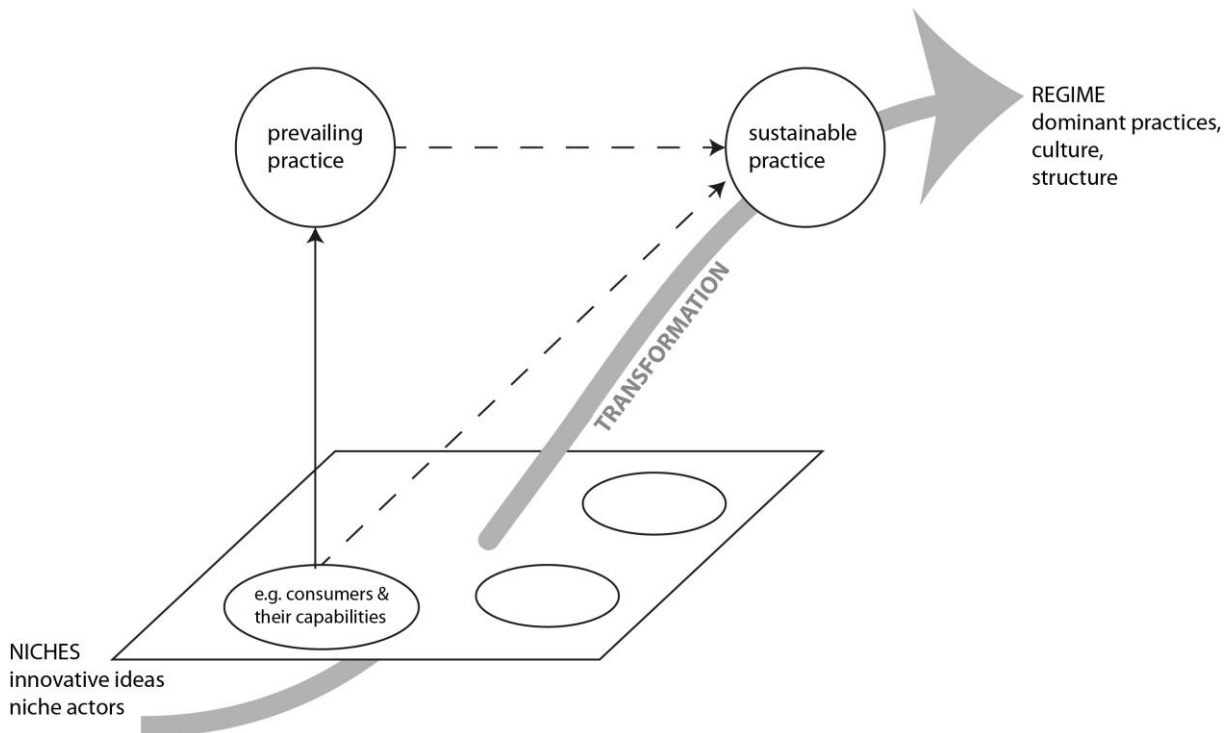 prevailing
practice
sustainable
practice
REGIME
dominant practices,
culture,
structure
TRANSFORMATION
e.g. consumers &
their capabilities
NICHES
innovative ideas
niche actors